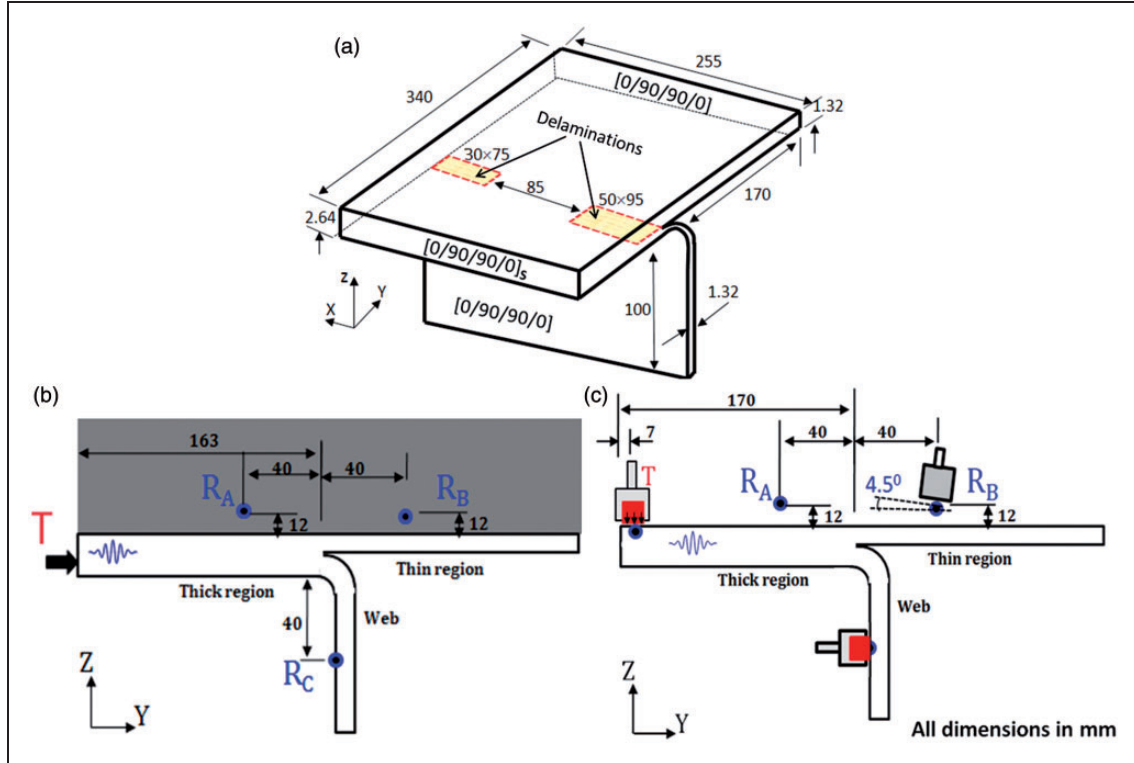 (a)
255
[0/90/90/0]
1.32
340
Delaminations
30×75
85
50×95
170
2.64
[0/90/90/0]s
[0/90/90/0]
100
1.32
Z
Y
X
(b)
163
40
40
RA
RB
12
12
T
Thick region
Thin region
40
Web
RC
Z
Y
(c)
170
7
40
40
T
RA
4.5⁰
RB
12
12
Thick region
Thin region
Web
Z
Y
All dimensions in mm